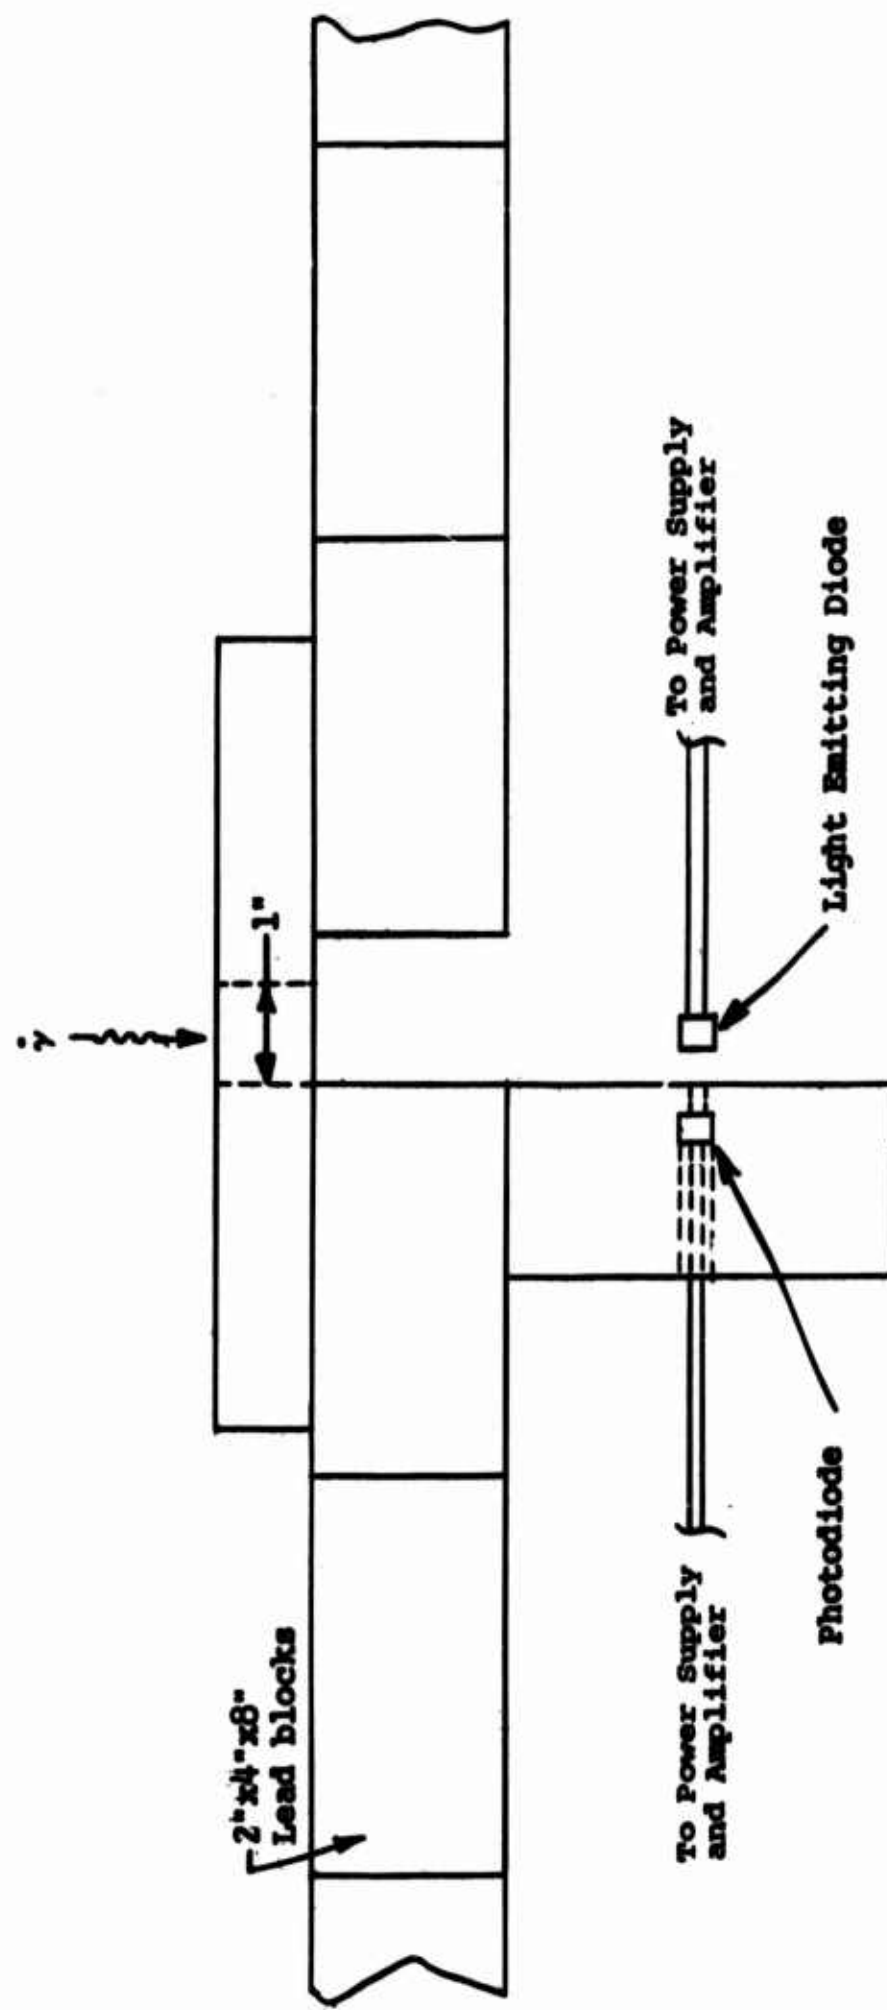 γ̇
1"
2"x4"x8"
Lead blocks
To Power Supply
and Amplifier
To Power Supply
and Amplifier
Photodiode
Light Emitting Diode